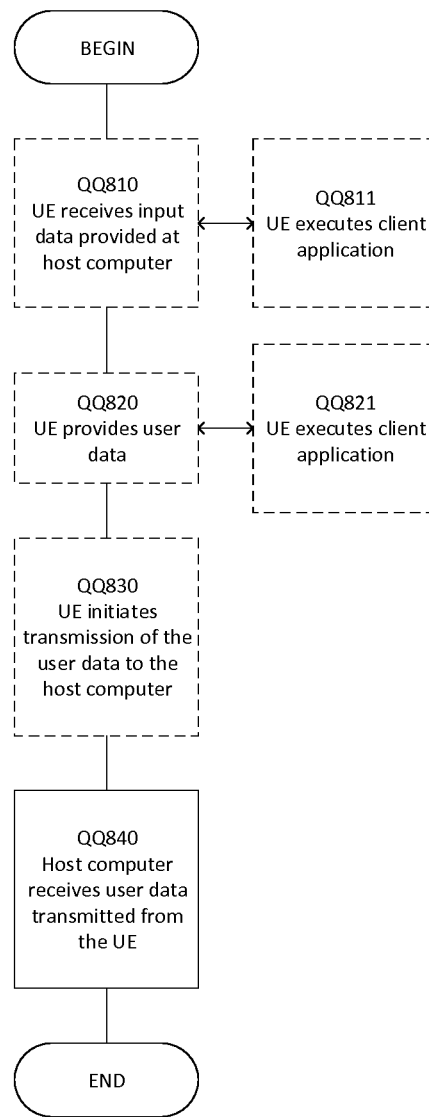 BEGIN
QQ810
UE receives input
data provided at
host computer
QQ811
UE executes client
application
QQ820
UE provides user
data
QQ821
UE executes client
application
QQ830
UE initiates
transmission of the
user data to the
host computer
QQ840
Host computer
receives user data
transmitted from
the UE
END